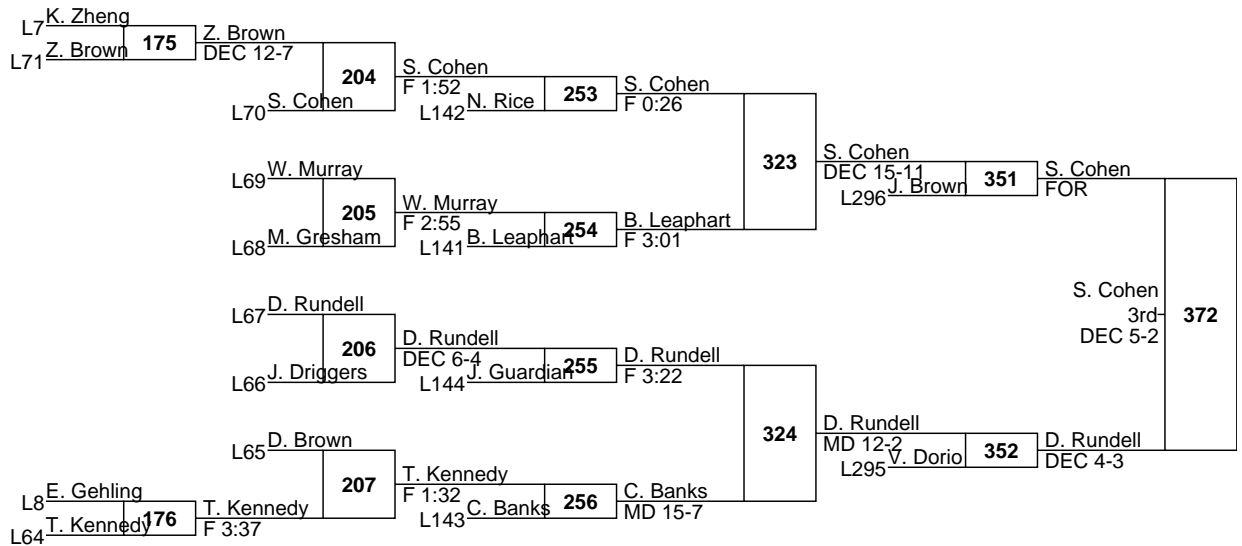 L7 K. Zheng
175
L71 Z. Brown
Z. Brown
DEC 12-7
204
L70 S. Cohen
S. Cohen
F 1:52
L142 N. Rice
253
S. Cohen
F 0:26
L69 W. Murray
205
L68 M. Gresham
W. Murray
F 2:55
L141 B. Leaphart
254
B. Leaphart
F 3:01
323
S. Cohen
DEC 15-11
L296 J. Brown
351
S. Cohen
FOR
L67 D. Rundell
206
L66 J. Driggers
D. Rundell
DEC 6-4
L144 J. Guardian
255
D. Rundell
F 3:22
L65 D. Brown
207
L8 E. Gehling
176
L64 T. Kennedy
T. Kennedy
F 3:37
T. Kennedy
F 1:32
L143 C. Banks
256
C. Banks
MD 15-7
324
D. Rundell
MD 12-2
L295 V. Dorio
352
D. Rundell
DEC 4-3
S. Cohen
3rd
DEC 5-2
372